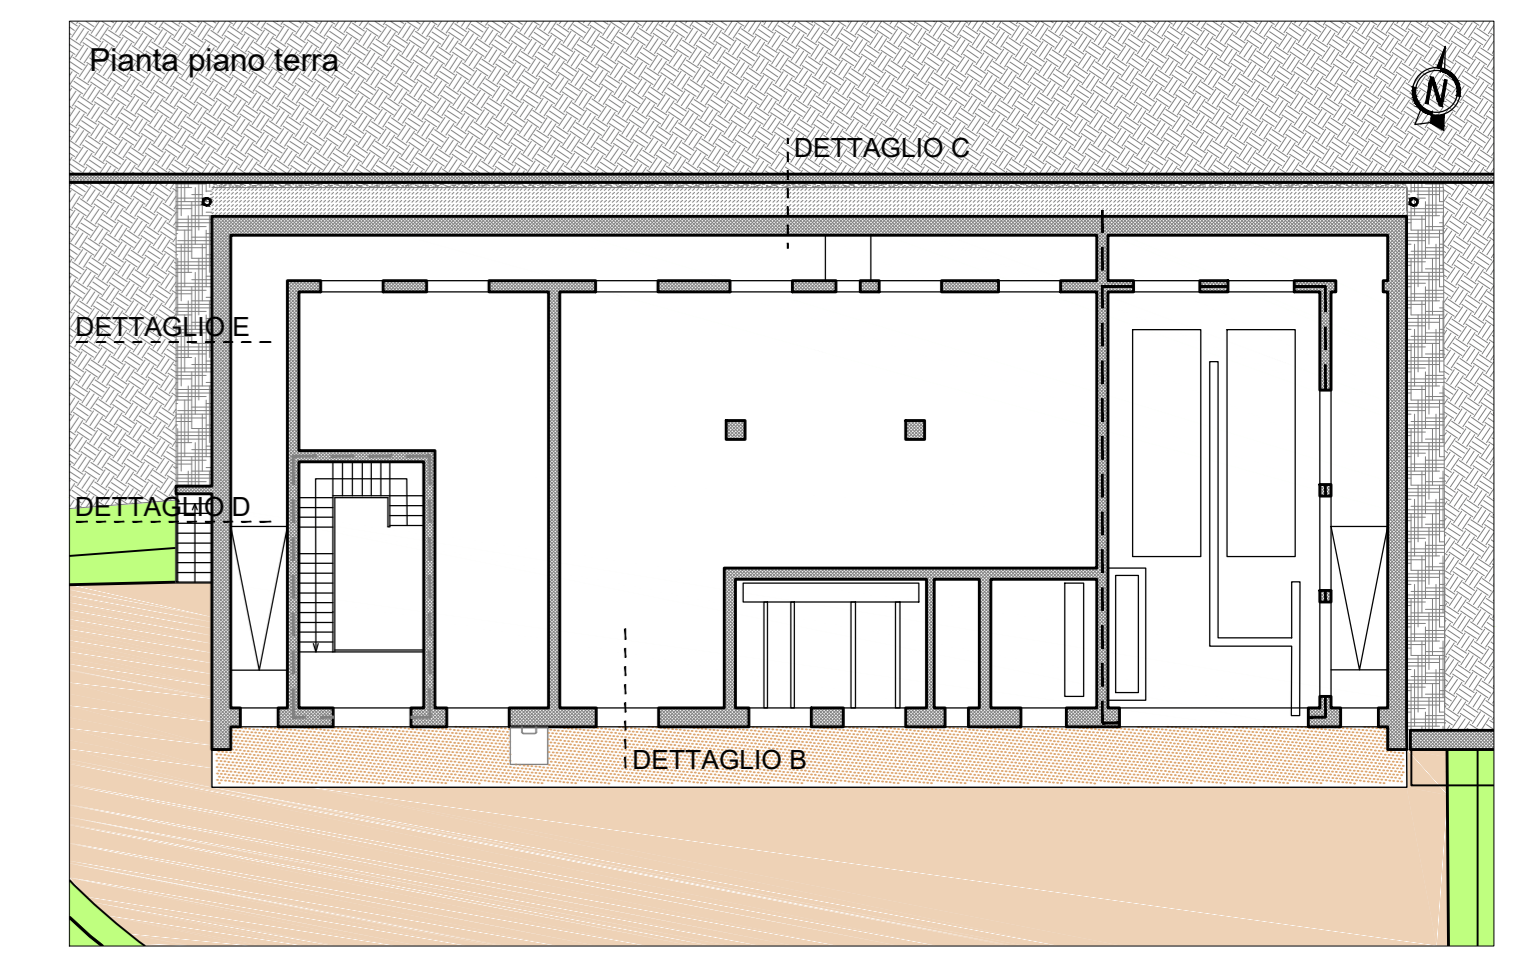 Pianta piano terra
N
DETTAGLIO C
DETTAGLIO E
DETTAGLIO D
DETTAGLIO B